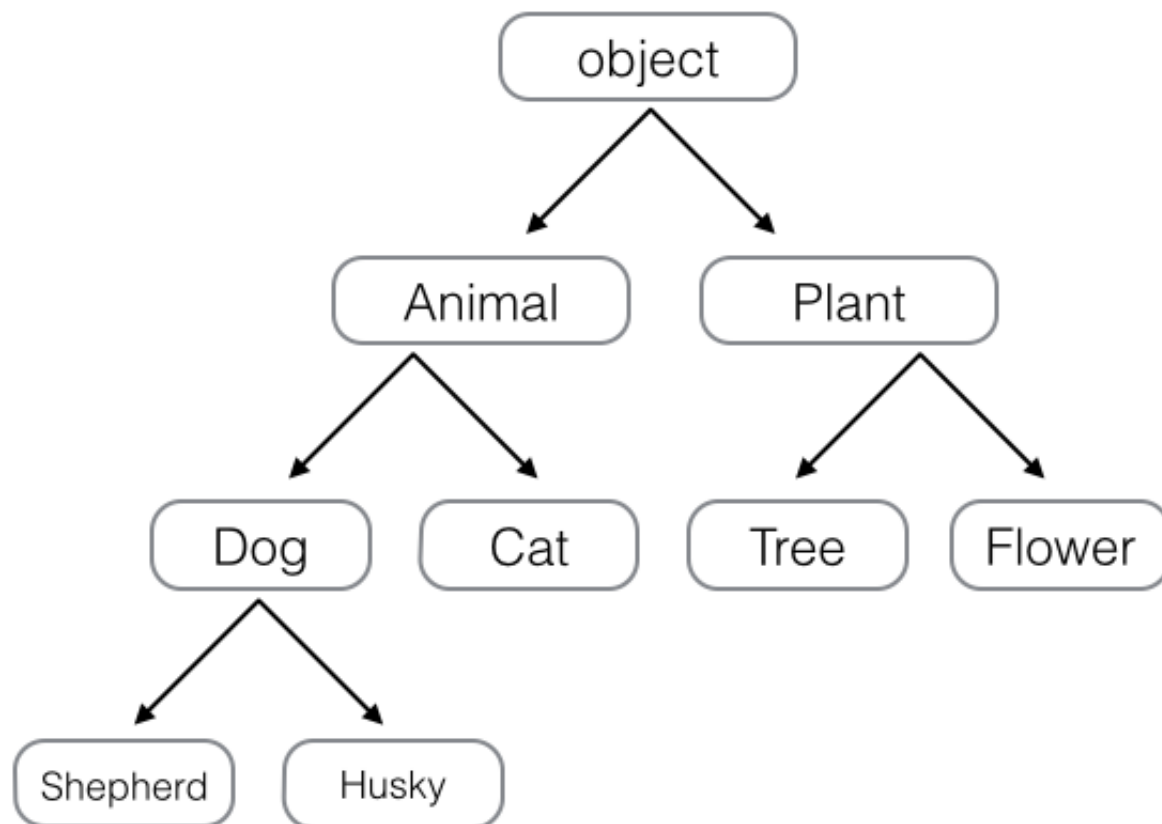 object
Animal
Plant
Dog
Cat
Tree
Flower
Shepherd
Husky